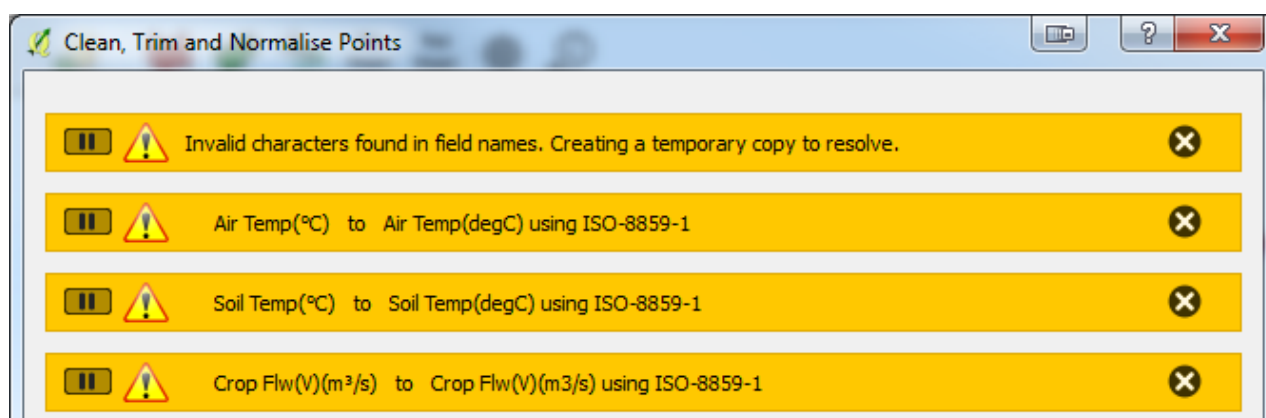 Clean, Trim and Normalise Points
Invalid characters found in field names. Creating a temporary copy to resolve.
Air Temp(°C) to Air Temp(degC) using ISO-8859-1
Soil Temp(°C) to Soil Temp(degC) using ISO-8859-1
Crop Flw(V)(m³/s) to Crop Flw(V)(m3/s) using ISO-8859-1